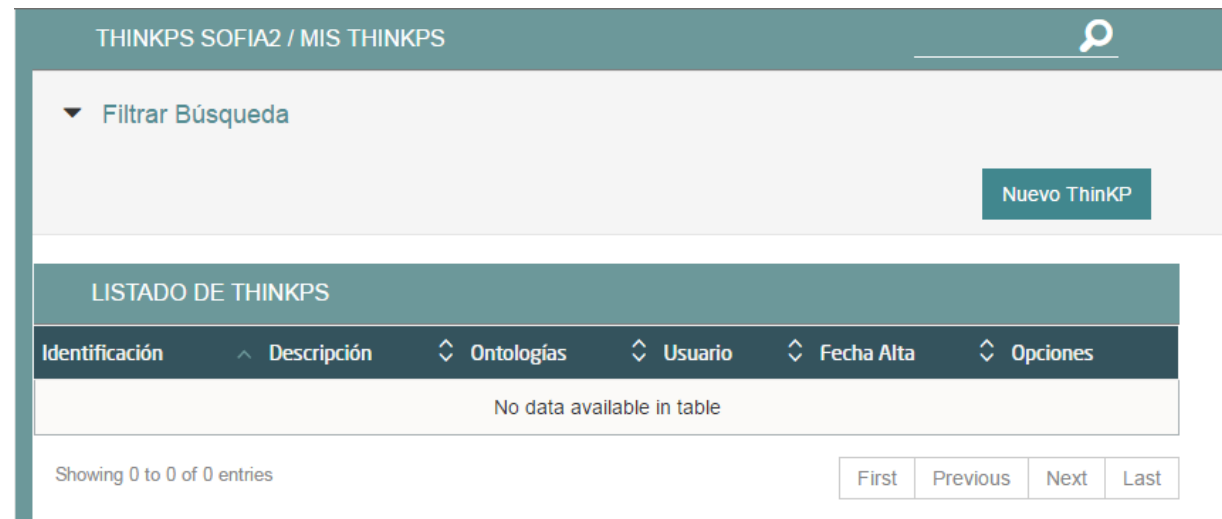 THINKPS SOFIA2 / MIS THINKPS
Filtrar Búsqueda
Nuevo ThinKP
LISTADO DE THINKPS
Identificación Descripción Ontologías Usuario Fecha Alta Opciones
No data available in table
Showing 0 to 0 of 0 entries First Previous Next Last